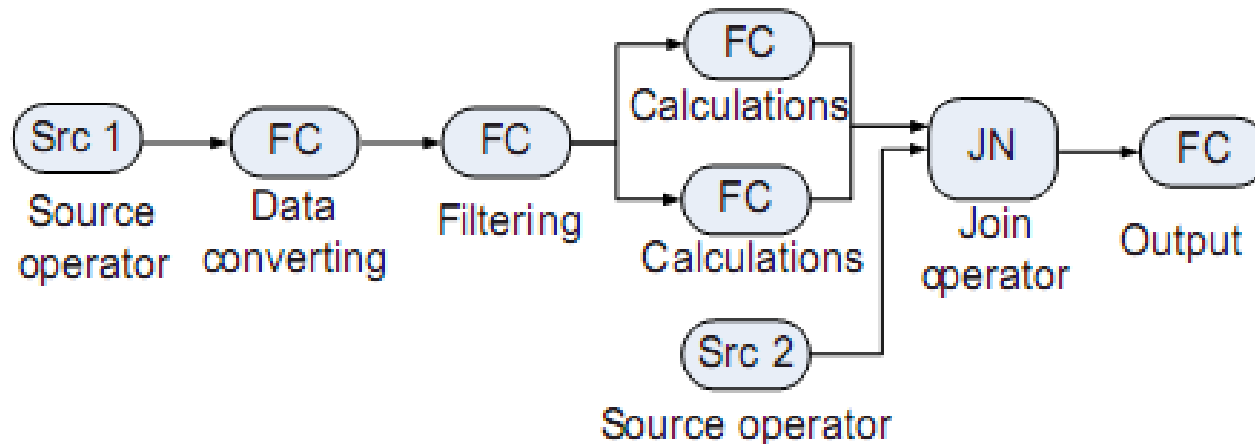 FC
Calculations
Src 1
FC
FC
JN
FC
Source
operator
Data
converting
Filtering
FC
Calculations
Join
operator
Output
Src 2
Source operator